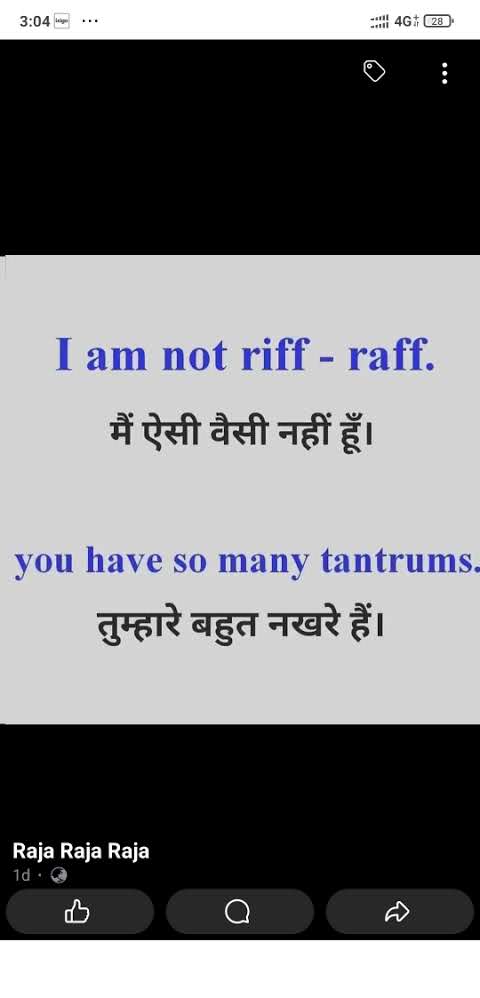 3:04
4G
28
I am not riff - raff.
मैं ऐसी वैसी नहीं हूँ।
you have so many tantrums.
तुम्हारे बहुत नखरे हैं।
Raja Raja Raja
1d ·